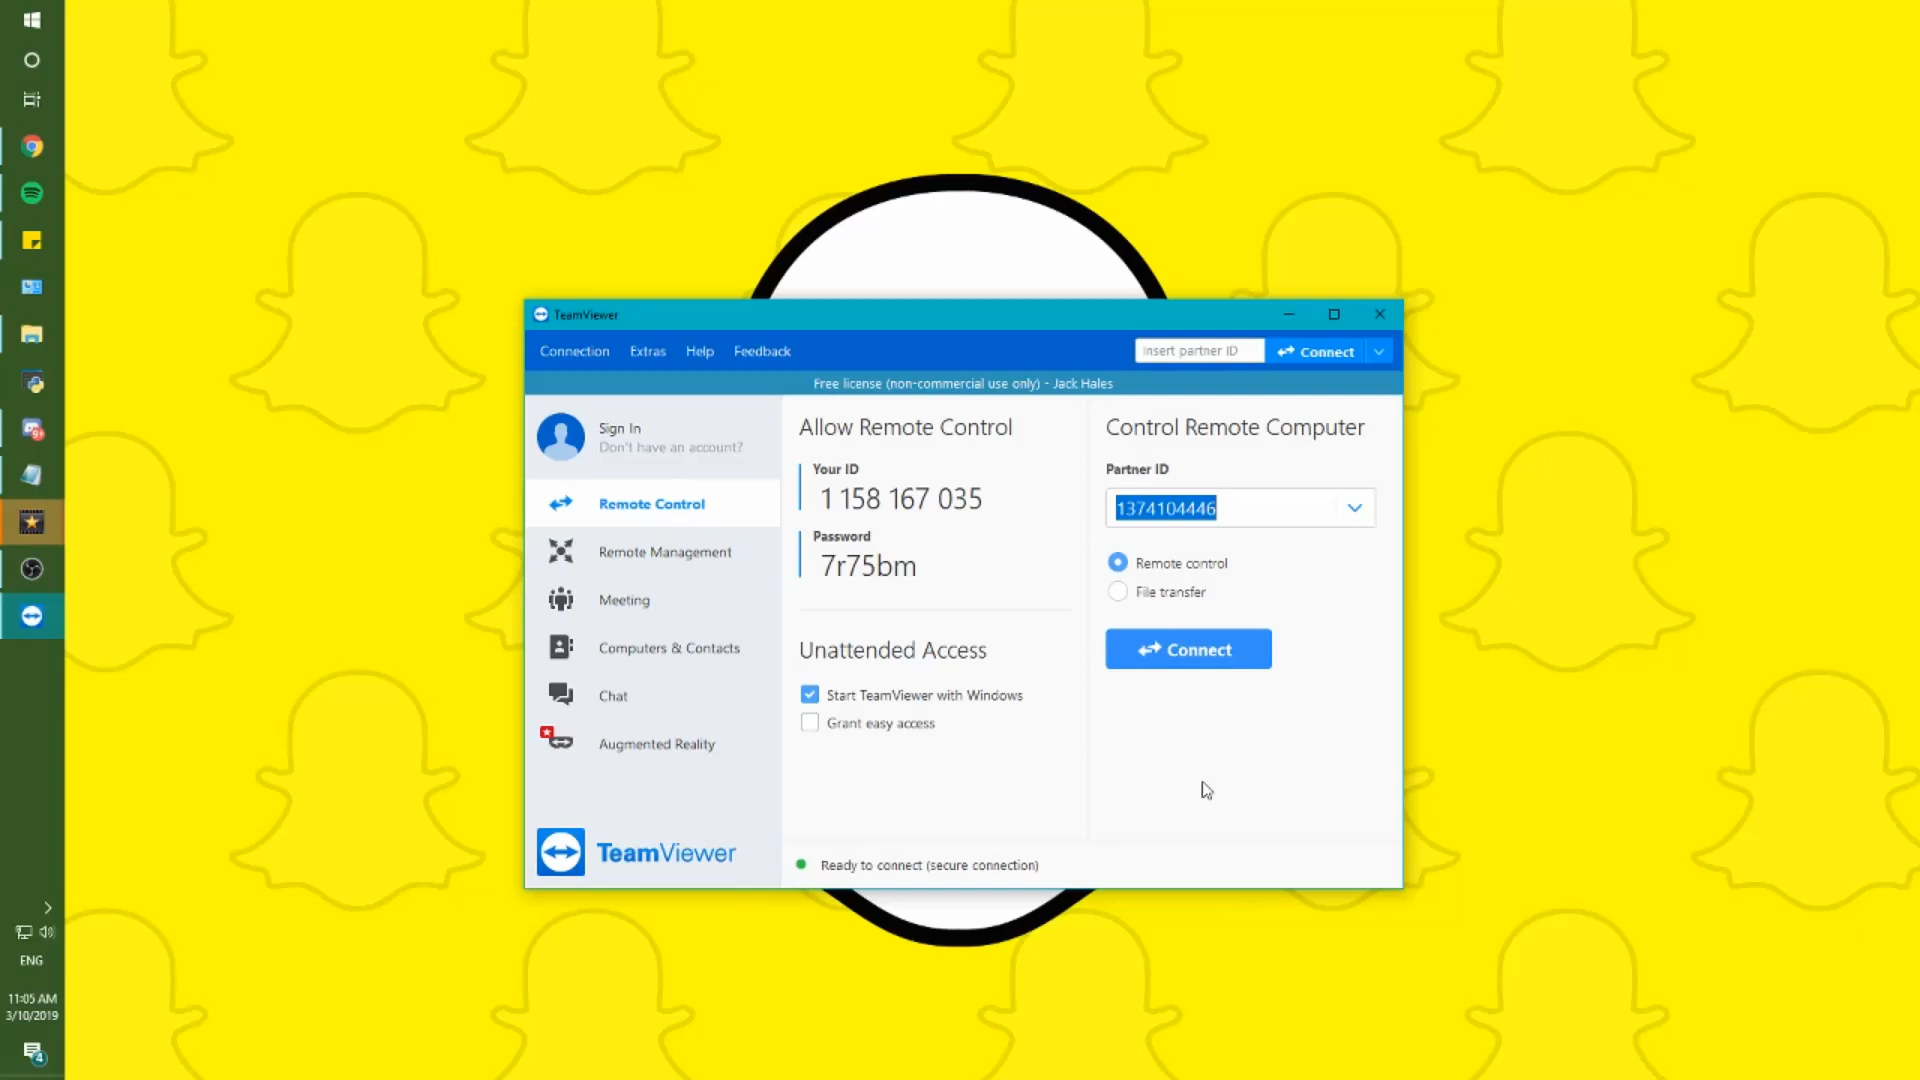 TeamViewer
Connection Extras Help Feedback
Insert partner ID
Connect
Free license (non-commercial use only) - Jack Hales
Sign In
Don't have an account?
Remote Control
Remote Management
Meeting
Computers & Contacts
Chat
Augmented Reality
TeamViewer
Allow Remote Control
Your ID
1 158 167 035
Password
7r75bm
Unattended Access
Start TeamViewer with Windows
Grant easy access
Control Remote Computer
Partner ID
1374104446
Remote control
File transfer
Connect
Ready to connect (secure connection)
9+
ENG
11:05 AM
3/10/2019
4